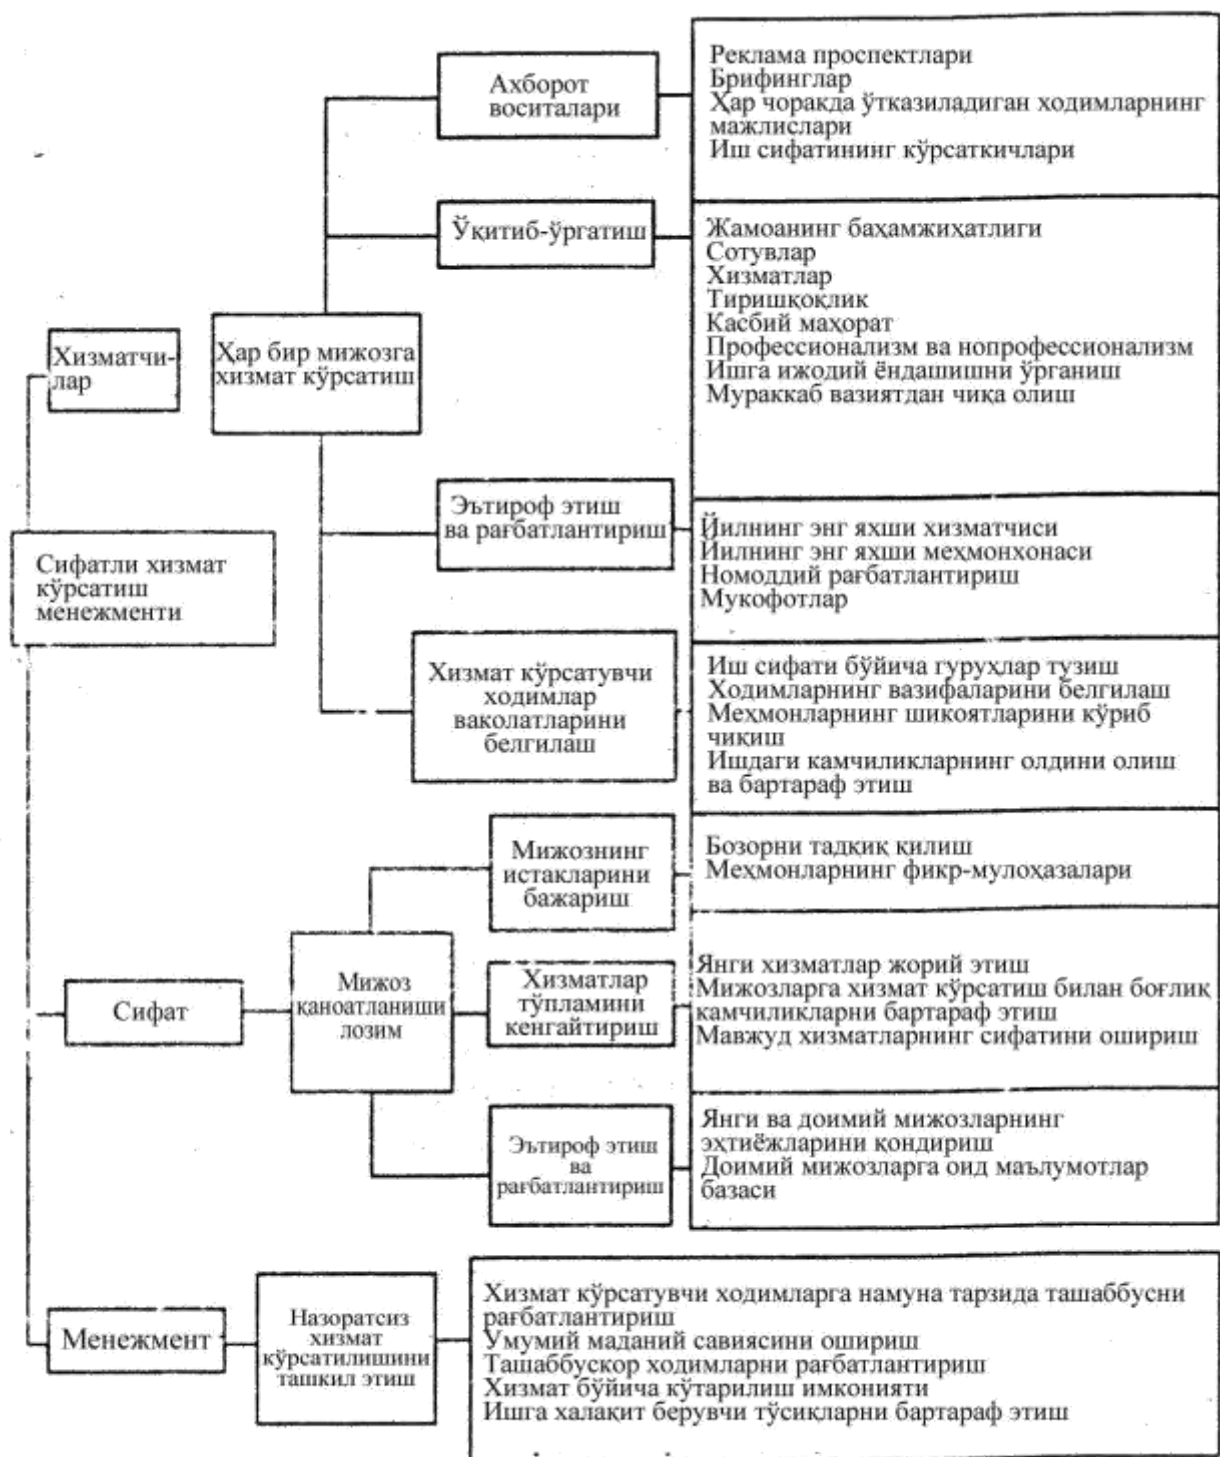 Ахборот
воситалари
Реклама проспектлари
Брифинглар
Ҳар чоракда ўтказиладиган ходимларнинг
мажлислари
Иш сифатининг кўрсаткичлари
Ўқитиб-ўргатиш
Жамоанинг баҳамжиҳатлиги
Сотувлар
Хизматлар
Тиришқоқлик
Касбий маҳорат
Профессионализм ва нопрофессионализм
Ишга ижодий ёндашишни ўрганиш
Мураккаб вазиятдан чиқа олиш
Хизматчи-
лар
Ҳар бир мижозга
хизмат кўрсатиш
Эътироф этиш
ва рағбатлантириш
Йилнинг энг яхши хизматчиси
Йилнинг энг яхши меҳмонхонаси
Номоддий рағбатлантириш
Мукофотлар
Сифатли хизмат
кўрсатиш
менежменти
Хизмат кўрсатувчи
ходимлар
ваколатларини
белгилаш
Иш сифати бўйича гуруҳлар тузиш
Ходимларнинг вазифаларини белгилаш
Меҳмонларнинг шикоятларини кўриб
чиқиш
Ишдаги камчиликларнинг олдини олиш
ва бартараф этиш
Мижознинг
истакларини
бажариш
Бозорни тадқиқ қилиш
Меҳмонларнинг фикр-мулоҳазалари
Сифат
Мижоз
қаноатланиши
лозим
Хизматлар
тўпламини
кенгайтириш
Янги хизматлар жорий этиш
Мижозларга хизмат кўрсатиш билан боғлиқ
камчиликларни бартараф этиш
Мавжуд хизматларнинг сифатини ошириш
Эътироф этиш
ва
рағбатлантириш
Янги ва доимий мижозларнинг
эҳтиёжларини қондириш
Доимий мижозларга оид маълумотлар
базаси
Менежмент
Назоратсиз
хизмат
кўрсатилишини
ташкил этиш
Хизмат кўрсатувчи ходимларга намуна тарзида ташаббусни
рағбатлантириш
Умумий маданий савиясини ошириш
Ташаббускор ходимларни рағбатлантириш
Хизмат бўйича кўтарилиш имконияти
Ишга халақит берувчи тўсиқларни бартараф этиш